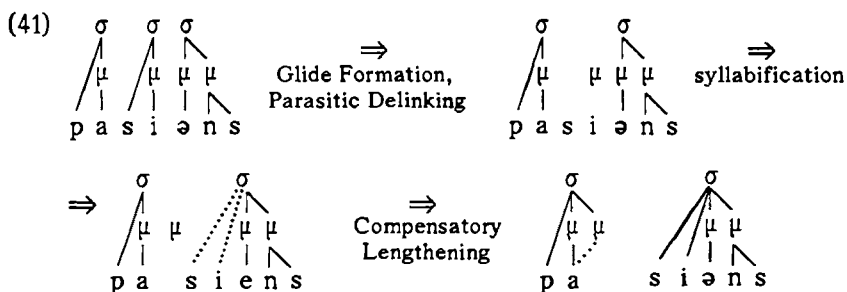 (41) σ σ σ ⇒ σ σ ⇒
μ μ μ μ Glide Formation, μ μ μ μ syllabification
Parasitic Delinking
p a s i ə n s p a s i ə n s
⇒ σ σ ⇒ σ σ
μ μ μ μ Compensatory μ μ μ μ
Lengthening
p a s i e n s p a s i ə n s